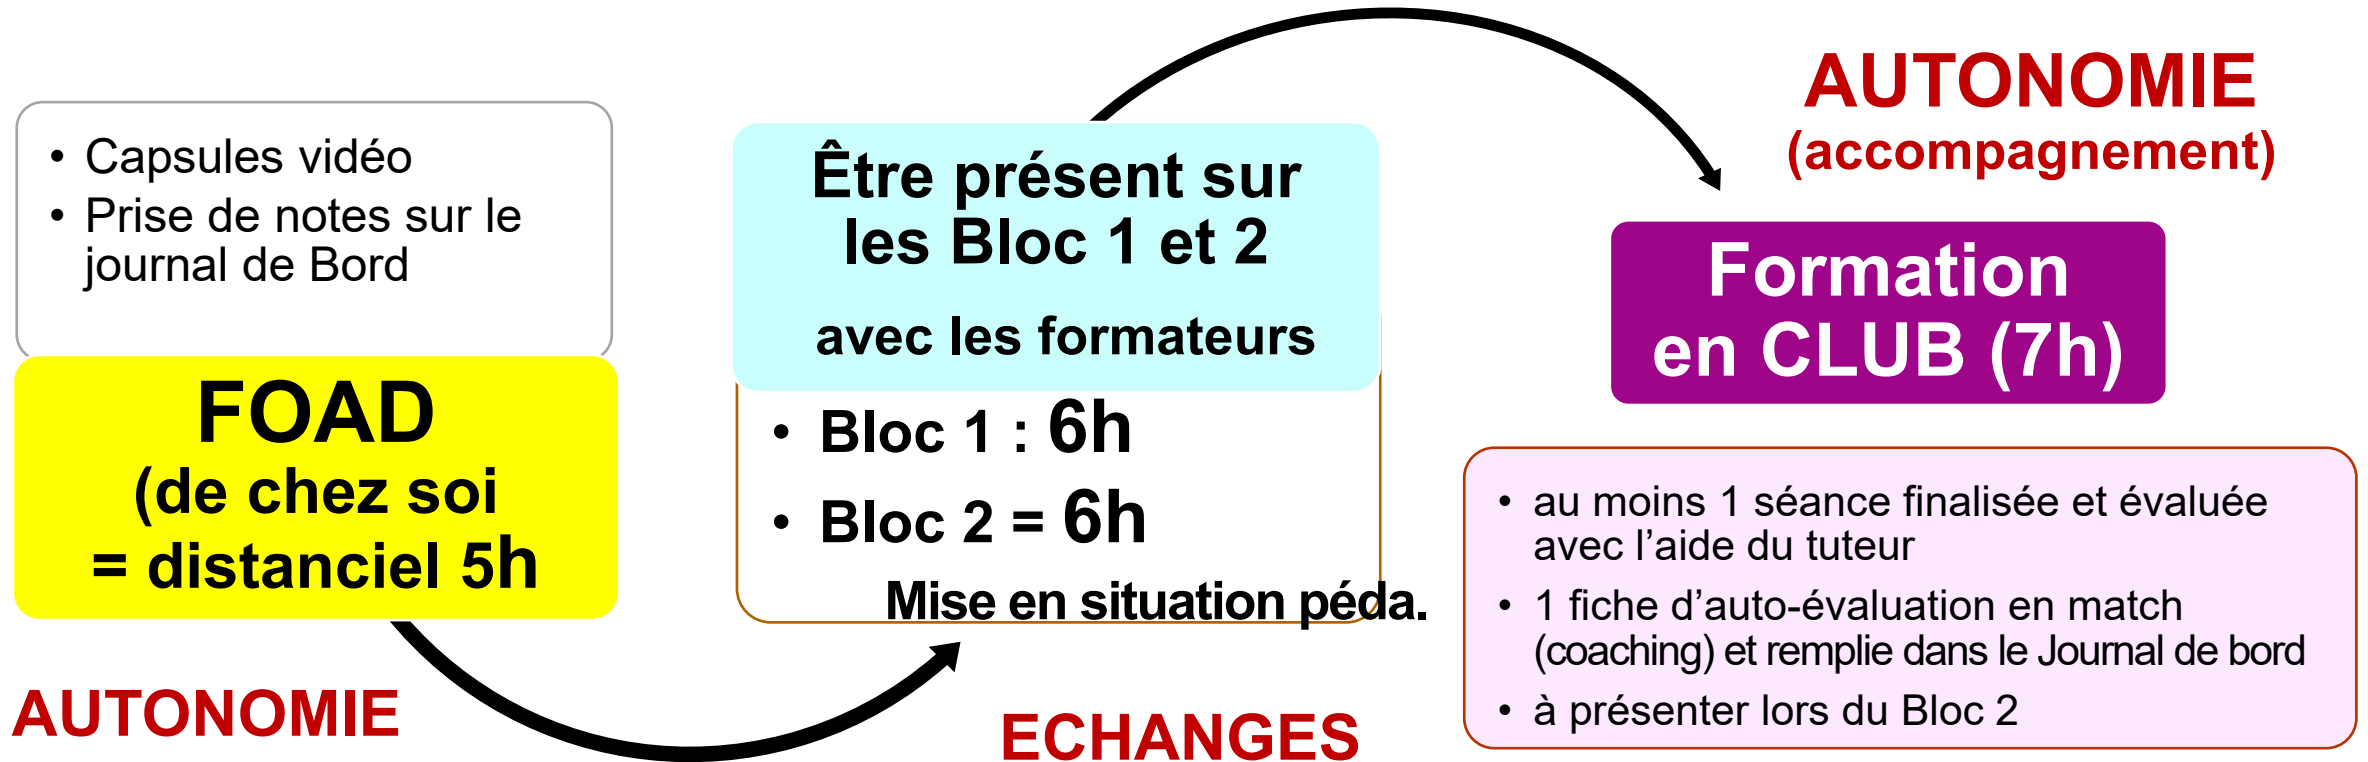 • Capsules vidéo
• Prise de notes sur le
journal de Bord
FOAD
(de chez soi
= distanciel 5h
AUTONOMIE
Être présent sur
les Bloc 1 et 2
avec les formateurs
• Bloc 1 : 6h
• Bloc 2 = 6h
Mise en situation péda.
ECHANGES
AUTONOMIE
(accompagnement)
Formation
en CLUB (7h)
• au moins 1 séance finalisée et évaluée
avec l’aide du tuteur
• 1 fiche d’auto-évaluation en match
(coaching) et remplie dans le Journal de bord
• à présenter lors du Bloc 2